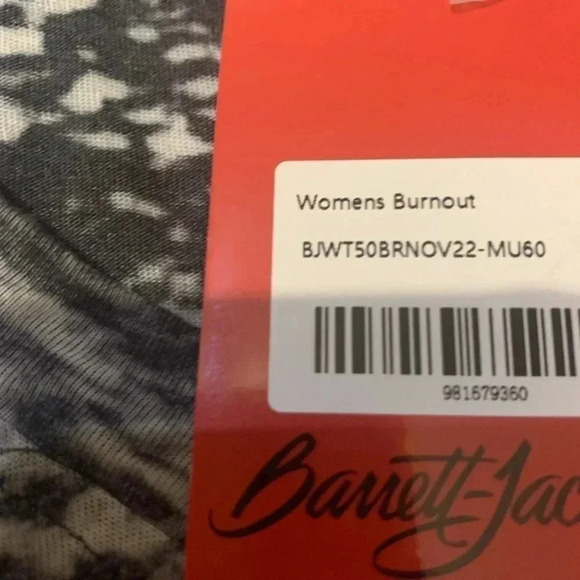 Womens Burnout
BJWT50BRNOV22-MU60
981679360
Barrett-Jac